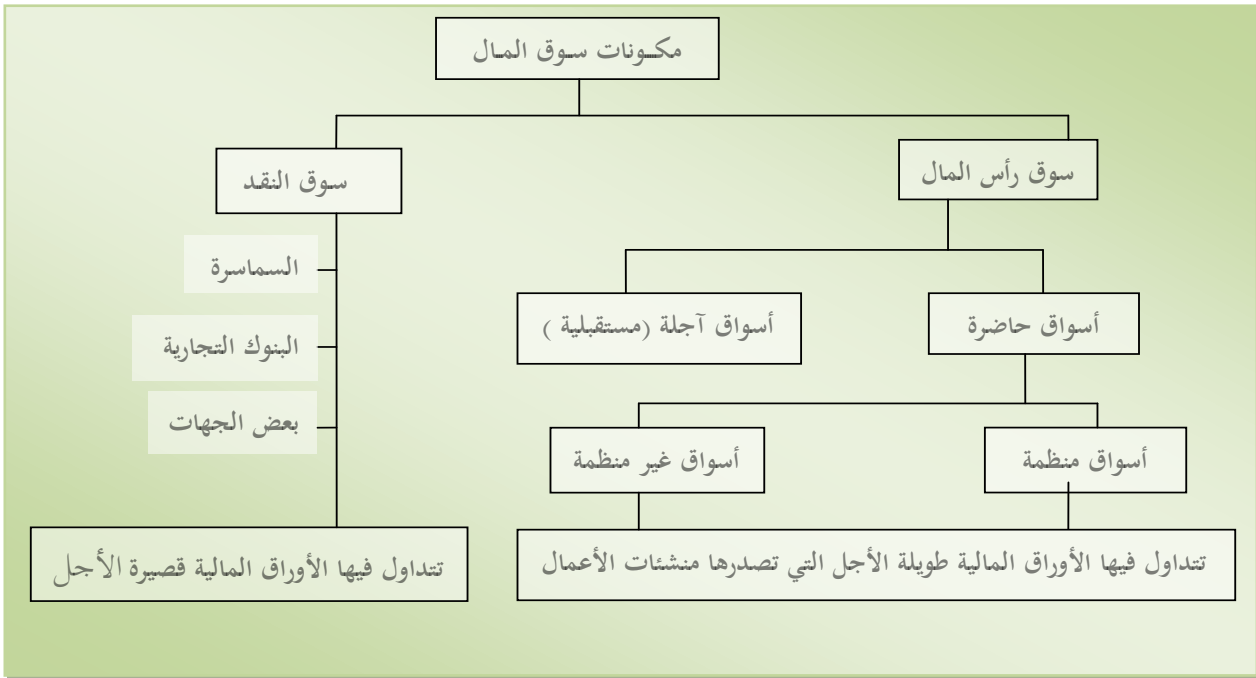 مكونات سوق المال
سوق رأس المال
سوق النقد
السماسرة
أسواق حاضرة
أسواق آجلة (مستقبلية )
البنوك التجارية
بعض الجهات
أسواق منظمة
أسواق غير منظمة
تتداول فيها الأوراق المالية طويلة الأجل التي تصدرها منشئات الأعمال
تتداول فيها الأوراق المالية قصيرة الأجل